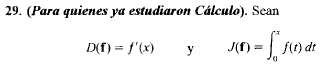 29. (Para quienes ya estudiaron Cálculo). Sean
D(f) = f′(x) y J(f) = ∫₀ˣ f(t) dt